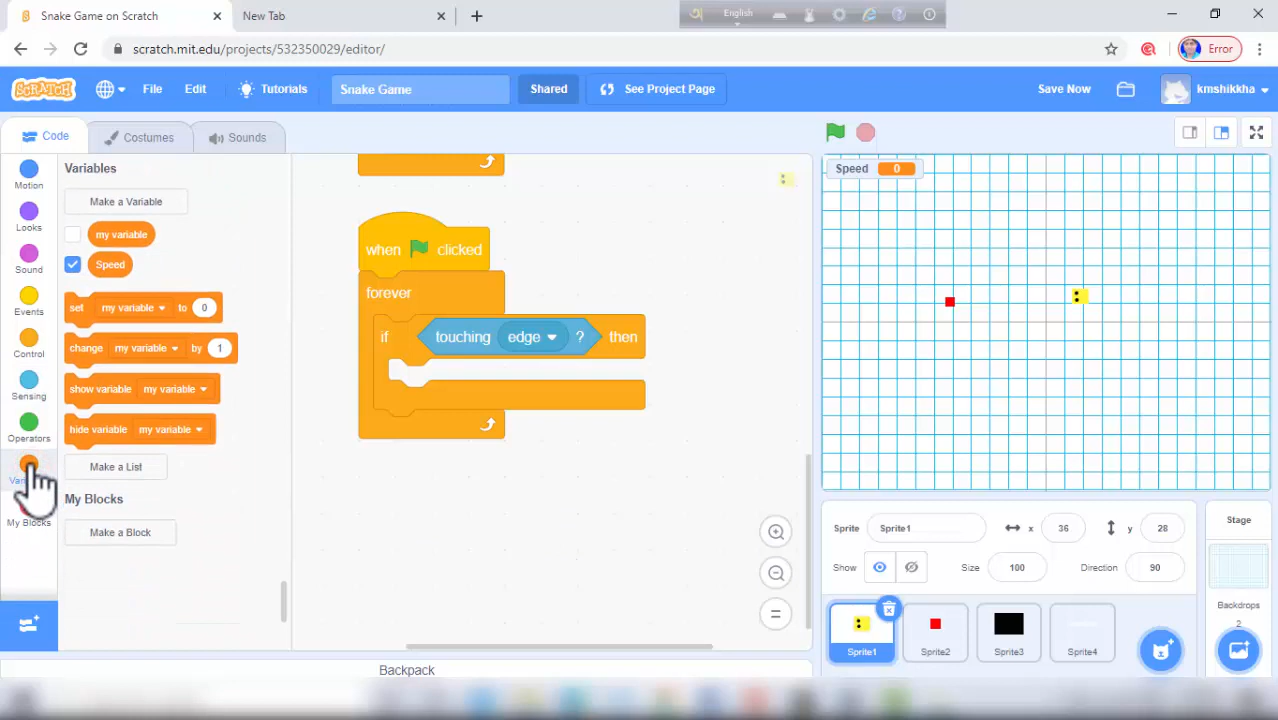 Snake Game on Scratch
New Tab
English
scratch.mit.edu/projects/532350029/editor/
Error
SCRATCH
File
Edit
Tutorials
Snake Game
Shared
See Project Page
Save Now
kmshikkha
Code
Costumes
Sounds
Motion
Looks
Sound
Events
Control
Sensing
Operators
My Blocks
Variables
Make a Variable
my variable
Speed
set my variable to 0
change my variable by 1
show variable my variable
hide variable my variable
Make a List
My Blocks
Make a Block
when clicked
forever
if touching edge ? then
Backpack
Speed 0
Sprite Sprite1 x 36 y 28
Show Size 100 Direction 90
Sprite1
Sprite2
Sprite3
Sprite4
Stage
Backdrops
2